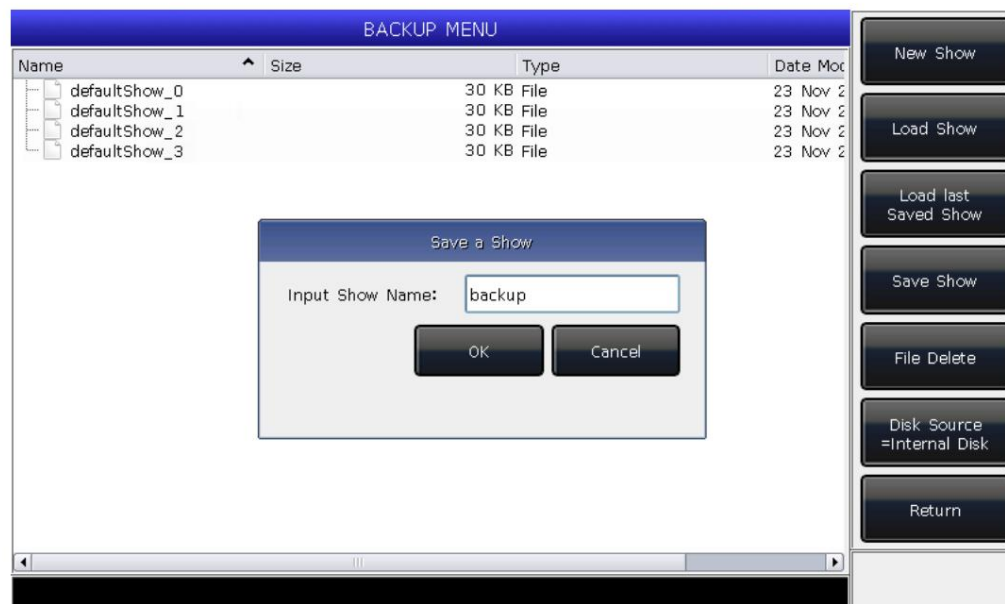 BACKUP MENU
Name Size Type Date Mod
defaultShow_0 30 KB File 23 Nov 2
defaultShow_1 30 KB File 23 Nov 2
defaultShow_2 30 KB File 23 Nov 2
defaultShow_3 30 KB File 23 Nov 2
Save a Show
Input Show Name: backup
OK Cancel
New Show
Load Show
Load last
Saved Show
Save Show
File Delete
Disk Source
=Internal Disk
Return